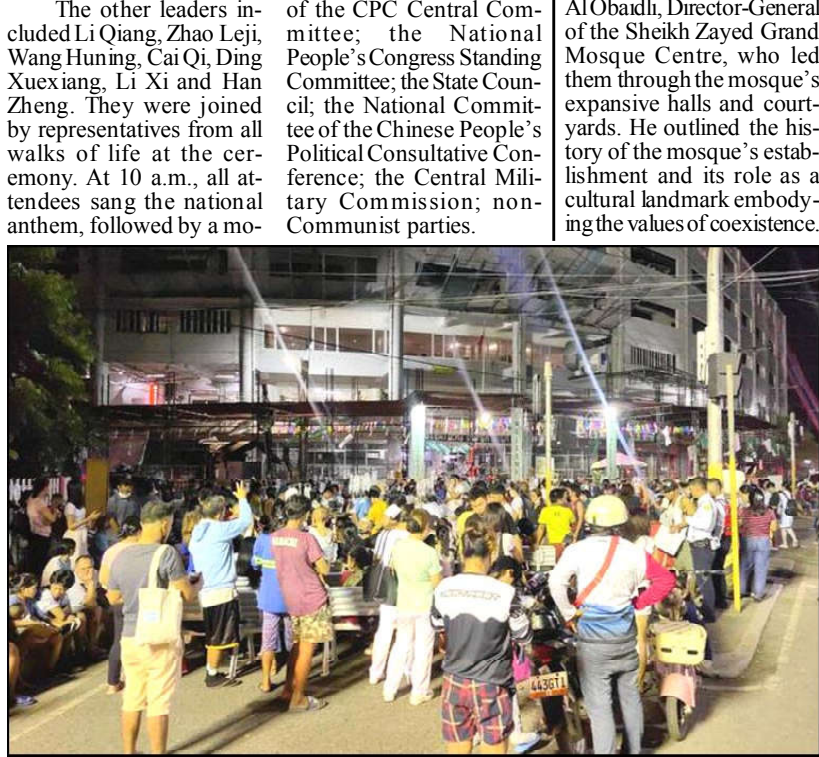 The other leaders in-
cluded Li Qiang, Zhao Leji,
Wang Huning, Cai Qi, Ding
Xuexiang, Li Xi and Han
Zheng. They were joined
by representatives from all
walks of life at the cer-
emony. At 10 a.m., all at-
tendees sang the national
anthem, followed by a mo-
of the CPC Central Com-
mittee; the National
People's Congress Standing
Committee; the State Coun-
cil; the National Commit-
tee of the Chinese People's
Political Consultative Con-
ference; the Central Mili-
tary Commission; non-
Communist parties.
Al Obaidli, Director-General
of the Sheikh Zayed Grand
Mosque Centre, who led
them through the mosque's
expansive halls and court-
yards. He outlined the his-
tory of the mosque's estab-
lishment and its role as a
cultural landmark embody-
ing the values of coexistence.
443GTI